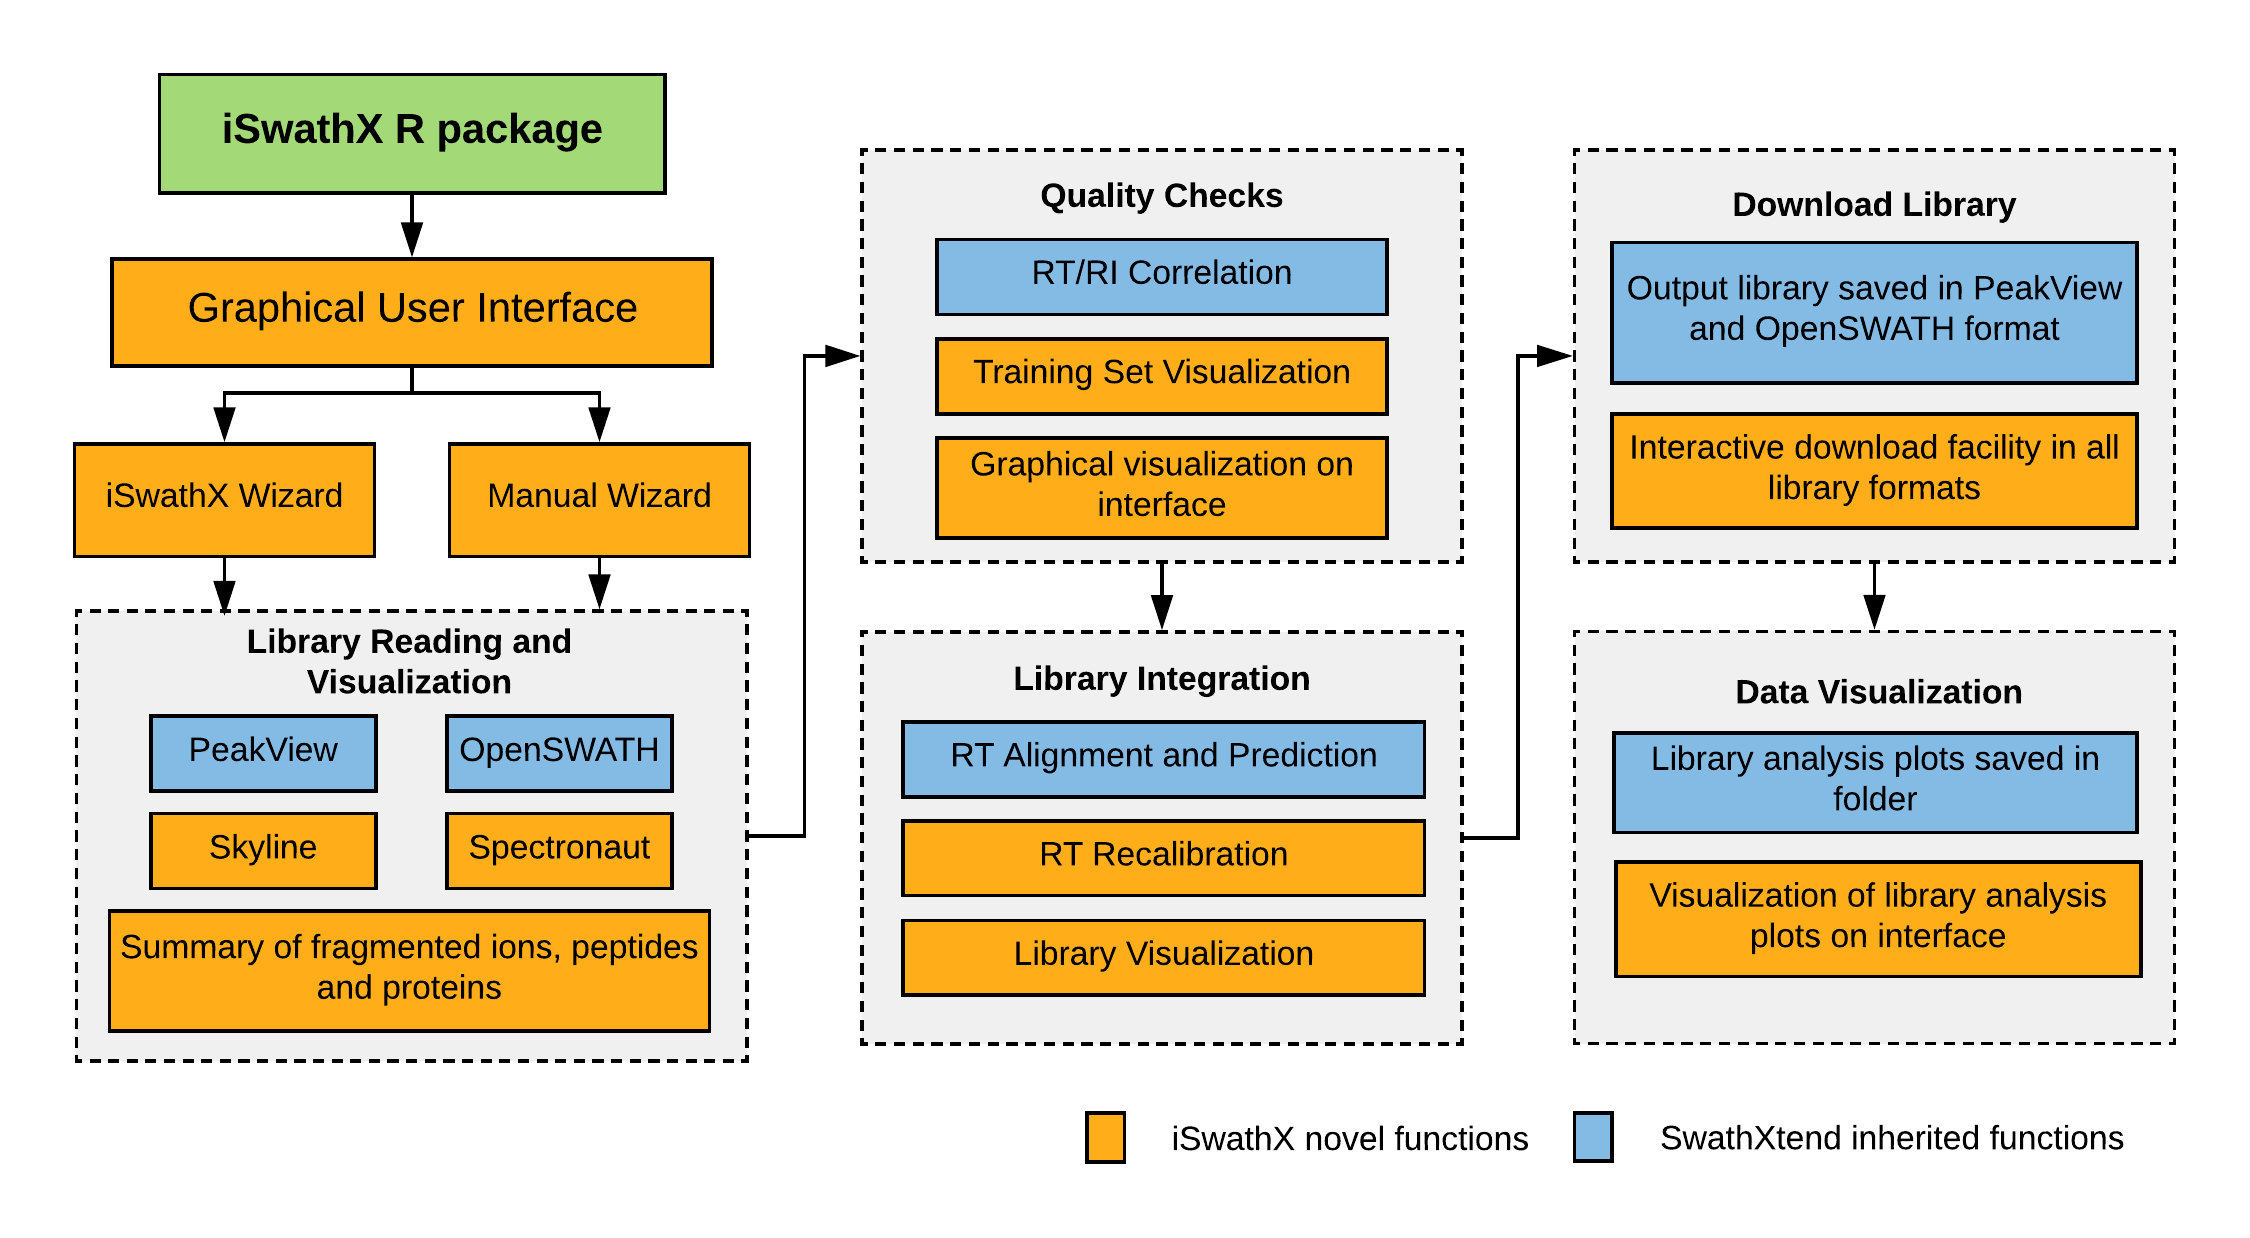 iSwathX R package
Graphical User Interface
iSwathX Wizard
Manual Wizard
Library Reading and
Visualization
PeakView
OpenSWATH
Skyline
Spectronaut
Summary of fragmented ions, peptides
and proteins
Quality Checks
RT/RI Correlation
Training Set Visualization
Graphical visualization on
interface
Library Integration
RT Alignment and Prediction
RT Recalibration
Library Visualization
Download Library
Output library saved in PeakView
and OpenSWATH format
Interactive download facility in all
library formats
Data Visualization
Library analysis plots saved in
folder
Visualization of library analysis
plots on interface
iSwathX novel functions
SwathXtend inherited functions